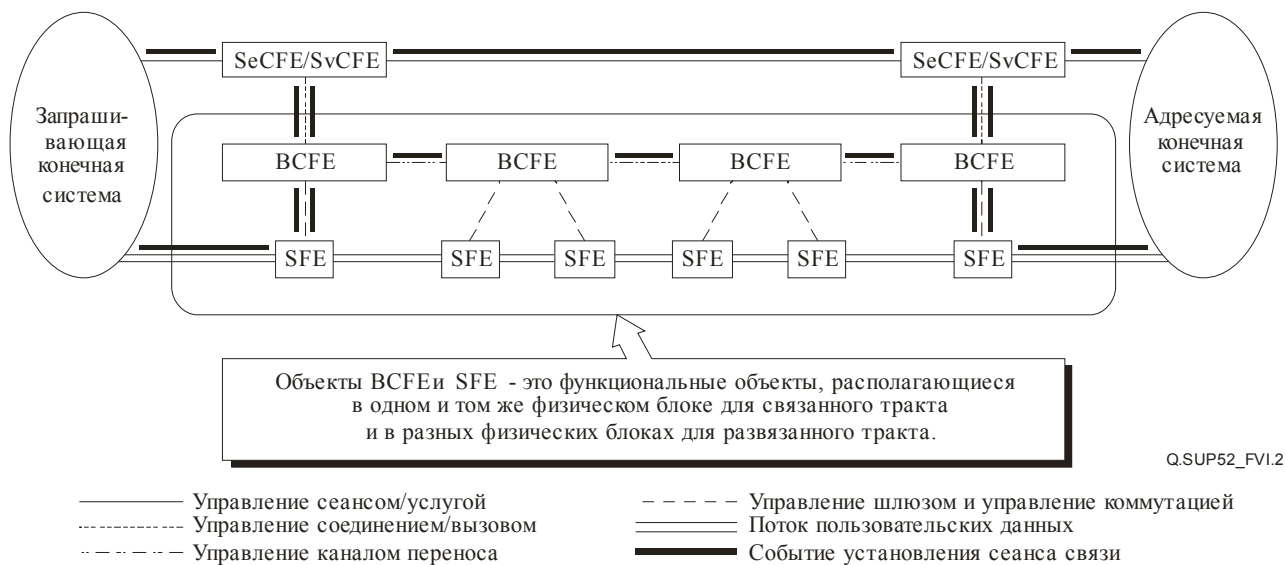 SeCFE/SvCFE
SeCFE/SvCFE
Запраши-
вающая
конечная
система
Адресуемая
конечная
система
BCFE
BCFE
BCFE
BCFE
SFE
SFE
SFE
SFE
SFE
SFE
Объекты BCFE и SFE - это функциональные объекты, располагающиеся
в одном и том же физическом блоке для связанного тракта
и в разных физических блоках для развязанного тракта.
Q.SUP52_FVI.2
Управление сеансом/услугой
Управление соединением/вызовом
Управление каналом переноса
Управление шлюзом и управление коммутацией
Поток пользовательских данных
Событие установления сеанса связи